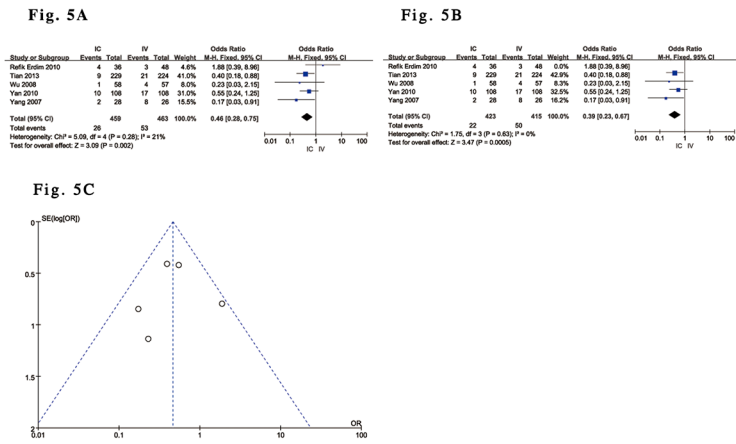 Fig. 5A
IC IV Odds Ratio Odds Ratio
Study or Subgroup Events Total Events Total Weight M-H, Fixed, 95% CI M-H, Fixed, 95% CI
Refik Erdim 2010 4 36 3 48 4.6% 1.88 [0.39, 8.96]
Tian 2013 9 229 21 224 41.0% 0.40 [0.18, 0.88]
Wu 2008 1 58 4 57 8.0% 0.23 [0.03, 2.15]
Yan 2010 10 108 17 108 31.0% 0.55 [0.24, 1.25]
Yang 2007 2 28 8 26 15.5% 0.17 [0.03, 0.91]
Total (95% CI) 459 463 100.0% 0.46 [0.28, 0.75]
Total events 26 53
Heterogeneity: Chi² = 5.09, df = 4 (P = 0.28); I² = 21%
Test for overall effect: Z = 3.09 (P = 0.002)
0.01 0.1 1 10 100
IC IV
Fig. 5B
IC IV Odds Ratio Odds Ratio
Study or Subgroup Events Total Events Total Weight M-H, Fixed, 95% CI M-H, Fixed, 95% CI
Refik Erdim 2010 4 36 3 48 0.0% 1.88 [0.39, 8.96]
Tian 2013 9 229 21 224 42.9% 0.40 [0.18, 0.88]
Wu 2008 1 58 4 57 8.3% 0.23 [0.03, 2.15]
Yan 2010 10 108 17 108 32.5% 0.55 [0.24, 1.25]
Yang 2007 2 28 8 26 16.2% 0.17 [0.03, 0.91]
Total (95% CI) 423 415 100.0% 0.39 [0.23, 0.67]
Total events 22 50
Heterogeneity: Chi² = 1.75, df = 3 (P = 0.63); I² = 0%
Test for overall effect: Z = 3.47 (P = 0.0005)
0.01 0.1 1 10 100
IC IV
Fig. 5C
SE(log[OR])
0
0.5
1
1.5
2
0.01 0.1 1 10 100
OR